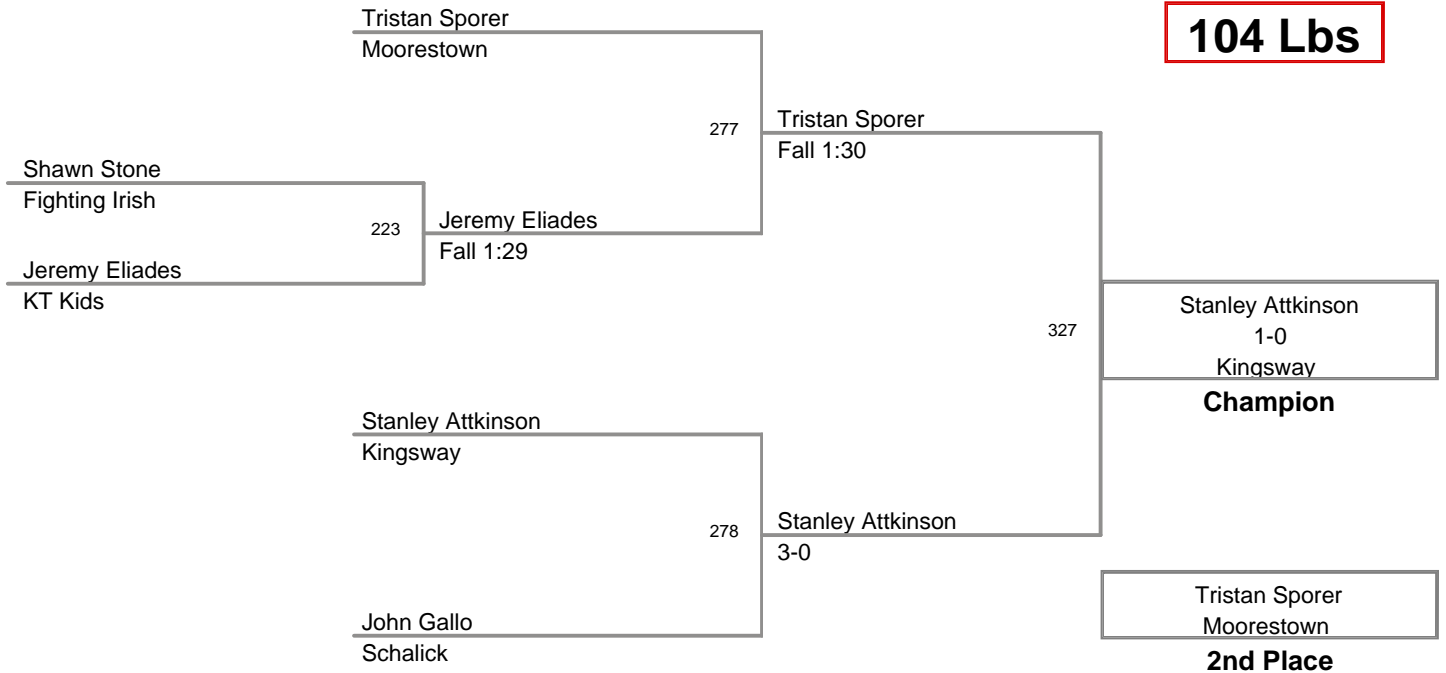 Tristan Sporer
Moorestown
104 Lbs
277
Tristan Sporer
Fall 1:30
Shawn Stone
Fighting Irish
223
Jeremy Eliades
Fall 1:29
Jeremy Eliades
KT Kids
327
Stanley Attkinson
1-0
Kingsway
Champion
Stanley Attkinson
Kingsway
278
Stanley Attkinson
3-0
John Gallo
Schalick
Tristan Sporer
Moorestown
2nd Place